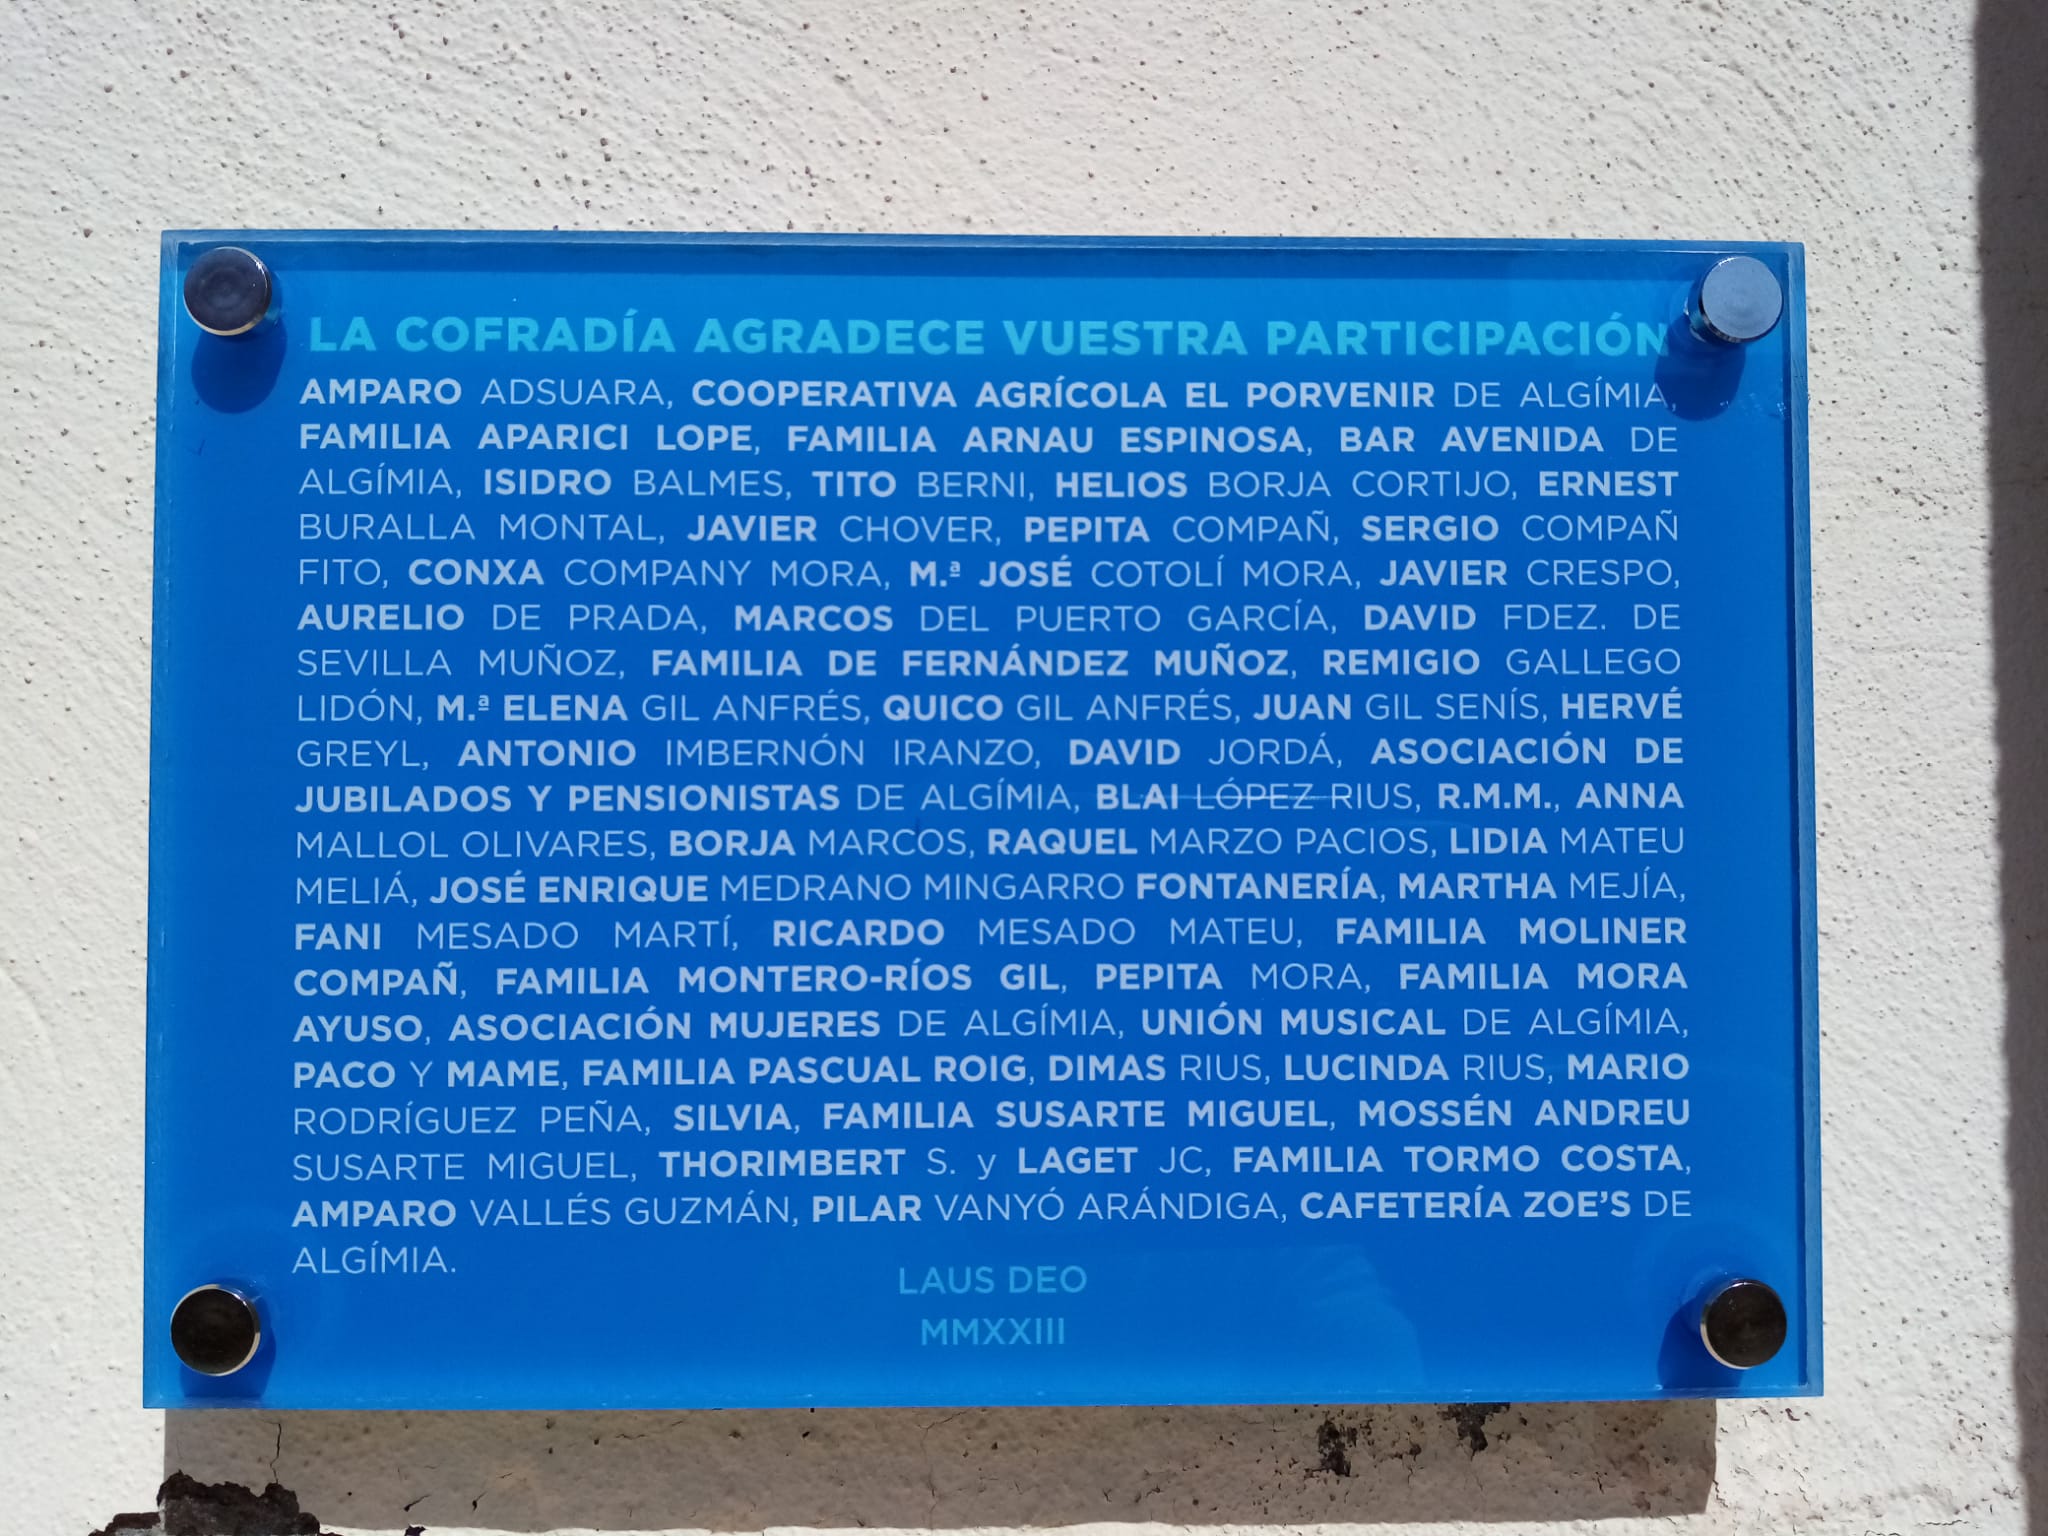 LA COFRADÍA AGRADECE VUESTRA PARTICIPACIÓN
AMPARO ADSUARA, COOPERATIVA AGRÍCOLA EL PORVENIR DE ALGÍMIA,
FAMILIA APARICI LOPE, FAMILIA ARNAU ESPINOSA, BAR AVENIDA DE
ALGÍMIA, ISIDRO BALMES, TITO BERNI, HELIOS BORJA CORTIJO, ERNEST
BURALLA MONTAL, JAVIER CHOVER, PEPITA COMPAÑ, SERGIO COMPAÑ
FITO, CONXA COMPANY MORA, M.ª JOSÉ COTOLÍ MORA, JAVIER CRESPO,
AURELIO DE PRADA, MARCOS DEL PUERTO GARCÍA, DAVID FDEZ. DE
SEVILLA MUÑOZ, FAMILIA DE FERNÁNDEZ MUÑOZ, REMIGIO GALLEGO
LIDÓN, M.ª ELENA GIL ANFRÉS, QUICO GIL ANFRÉS, JUAN GIL SENÍS, HERVÉ
GREYL, ANTONIO IMBERNÓN IRANZO, DAVID JORDÁ, ASOCIACIÓN DE
JUBILADOS Y PENSIONISTAS DE ALGÍMIA, BLAI LÓPEZ RIUS, R.M.M., ANNA
MALLOL OLIVARES, BORJA MARCOS, RAQUEL MARZO PACIOS, LIDIA MATEU
MELIÁ, JOSÉ ENRIQUE MEDRANO MINGARRO FONTANERÍA, MARTHA MEJÍA,
FANI MESADO MARTÍ, RICARDO MESADO MATEU, FAMILIA MOLINER
COMPAÑ, FAMILIA MONTERO-RÍOS GIL, PEPITA MORA, FAMILIA MORA
AYUSO, ASOCIACIÓN MUJERES DE ALGÍMIA, UNIÓN MUSICAL DE ALGÍMIA,
PACO Y MAME, FAMILIA PASCUAL ROIG, DIMAS RIUS, LUCINDA RIUS, MARIO
RODRÍGUEZ PEÑA, SILVIA, FAMILIA SUSARTE MIGUEL, MOSSÉN ANDREU
SUSARTE MIGUEL, THORIMBERT S. y LAGET JC, FAMILIA TORMO COSTA,
AMPARO VALLÉS GUZMÁN, PILAR VANYÓ ARÁNDIGA, CAFETERÍA ZOE'S DE
ALGÍMIA.
LAUS DEO
MMXXIII